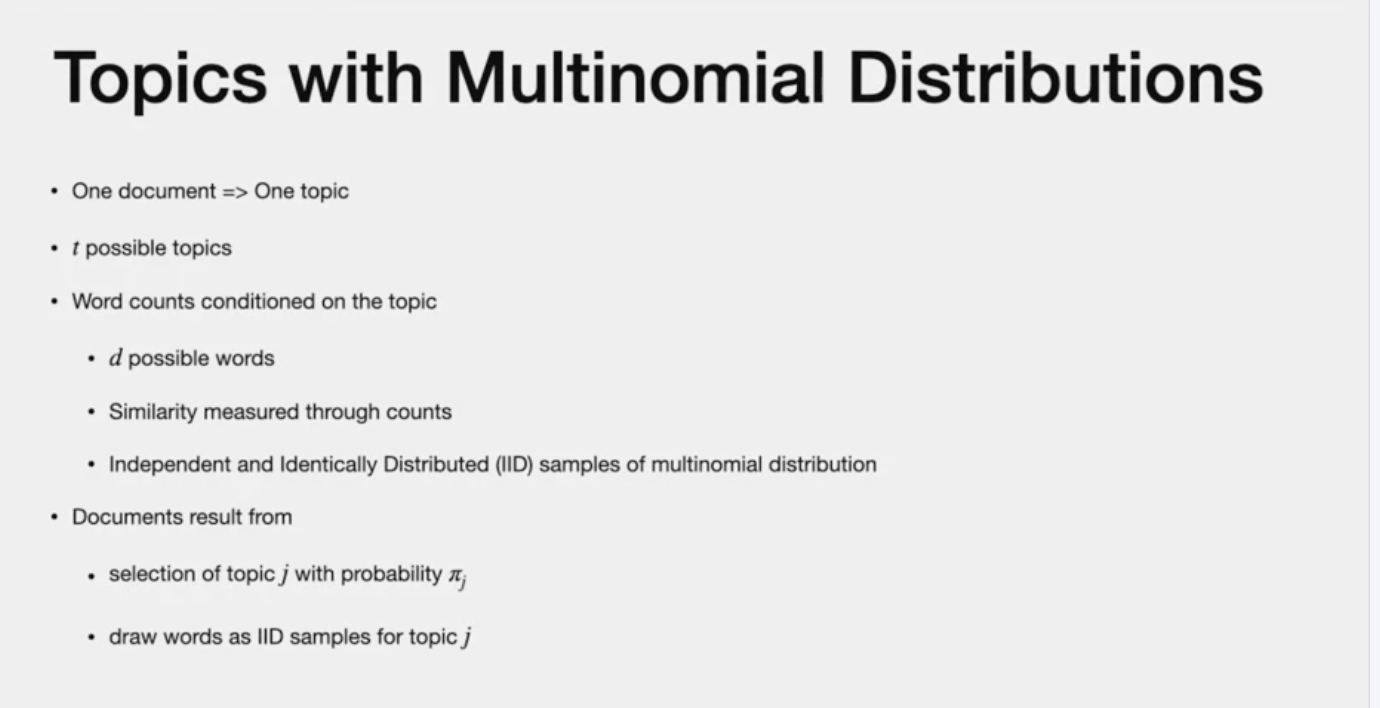 Topics with Multinomial Distributions
• One document => One topic
• t possible topics
• Word counts conditioned on the topic
• d possible words
• Similarity measured through counts
• Independent and Identically Distributed (IID) samples of multinomial distribution
• Documents result from
• selection of topic j with probability πⱼ
• draw words as IID samples for topic j